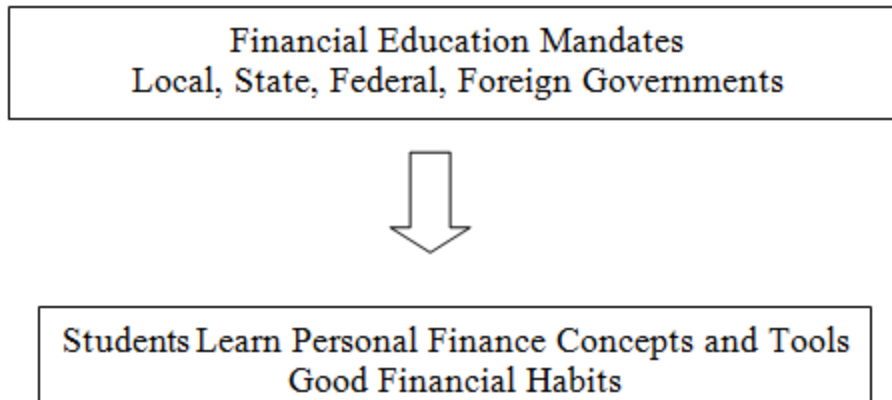 Financial Education Mandates
Local, State, Federal, Foreign Governments
Students Learn Personal Finance Concepts and Tools
Good Financial Habits